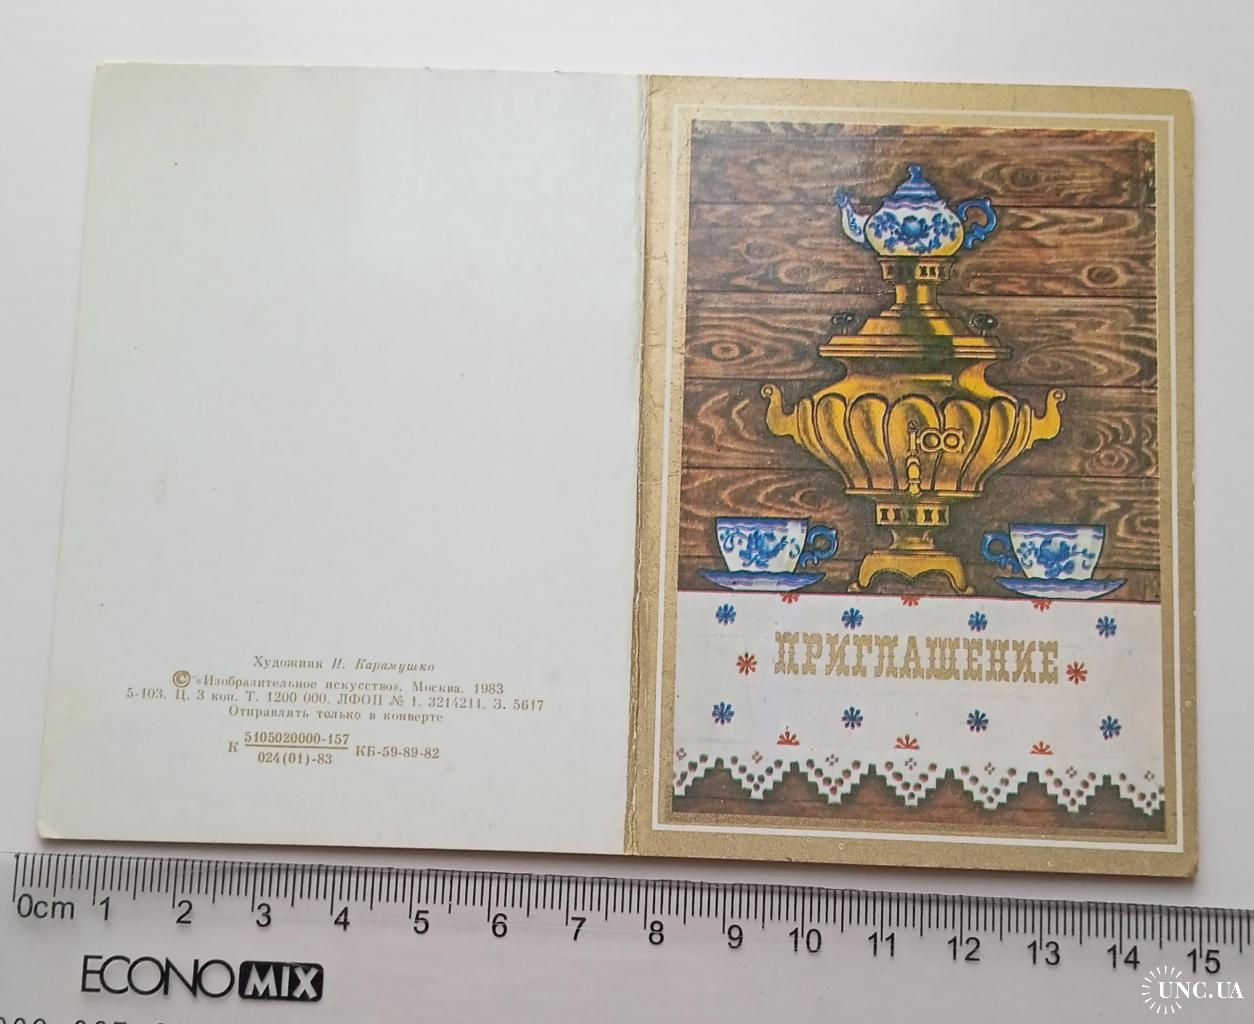 Художник И. Карамушко
© «Изобразительное искусство». Москва. 1983
5-103. Ц. 3 коп. Т. 1200 000. ЛФОП № 1. 3214211. З. 5617
Отправлять только в конверте
К 5105020000-157
024(01)-83 КБ-59-89-82
ПРИГЛАШЕНИЕ
0cm 1 2 3 4 5 6 7 8 9 10 11 12 13 14 15
ECONOMIX
UNC.UA